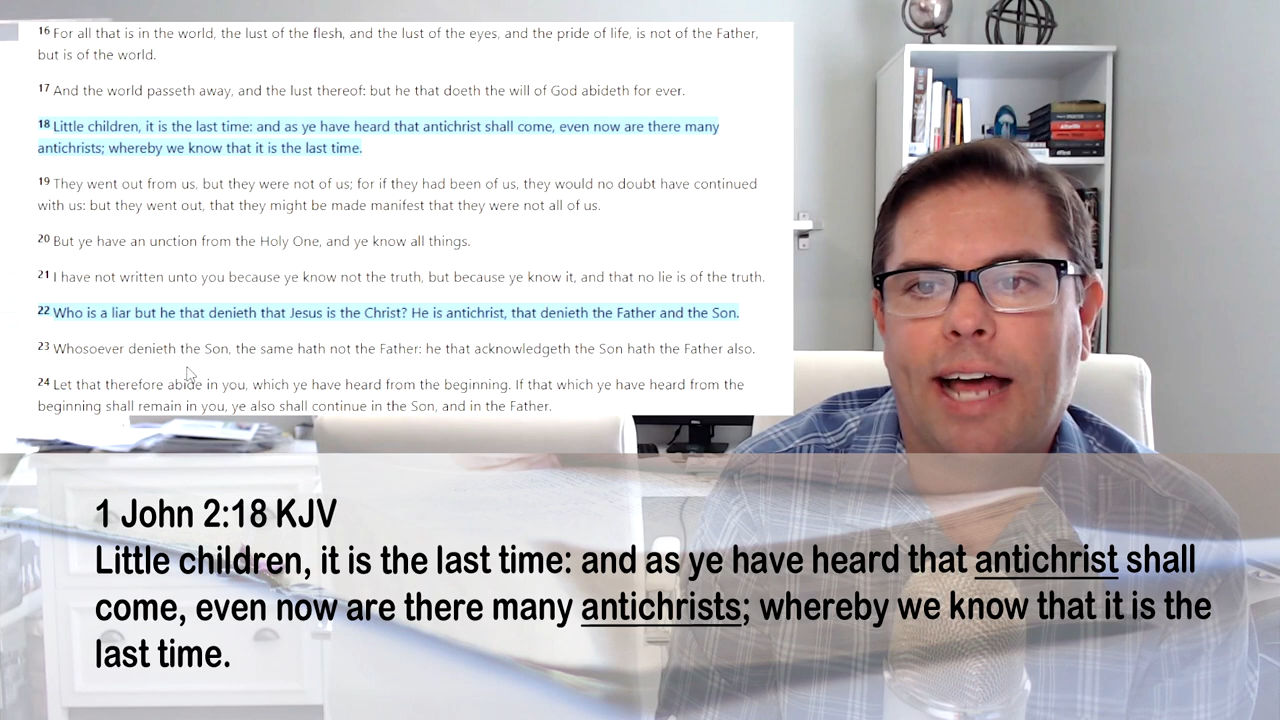 16 For all that is in the world, the lust of the flesh, and the lust of the eyes, and the pride of life, is not of the Father,
but is of the world.
17 And the world passeth away, and the lust thereof: but he that doeth the will of God abideth for ever.
18 Little children, it is the last time: and as ye have heard that antichrist shall come, even now are there many
antichrists; whereby we know that it is the last time.
19 They went out from us, but they were not of us; for if they had been of us, they would no doubt have continued
with us: but they went out, that they might be made manifest that they were not all of us.
20 But ye have an unction from the Holy One, and ye know all things.
21 I have not written unto you because ye know not the truth, but because ye know it, and that no lie is of the truth.
22 Who is a liar but he that denieth that Jesus is the Christ? He is antichrist, that denieth the Father and the Son.
23 Whosoever denieth the Son, the same hath not the Father: he that acknowledgeth the Son hath the Father also.
24 Let that therefore abide in you, which ye have heard from the beginning. If that which ye have heard from the
beginning shall remain in you, ye also shall continue in the Son, and in the Father.
1 John 2:18 KJV
Little children, it is the last time: and as ye have heard that antichrist shall
come, even now are there many antichrists; whereby we know that it is the
last time.